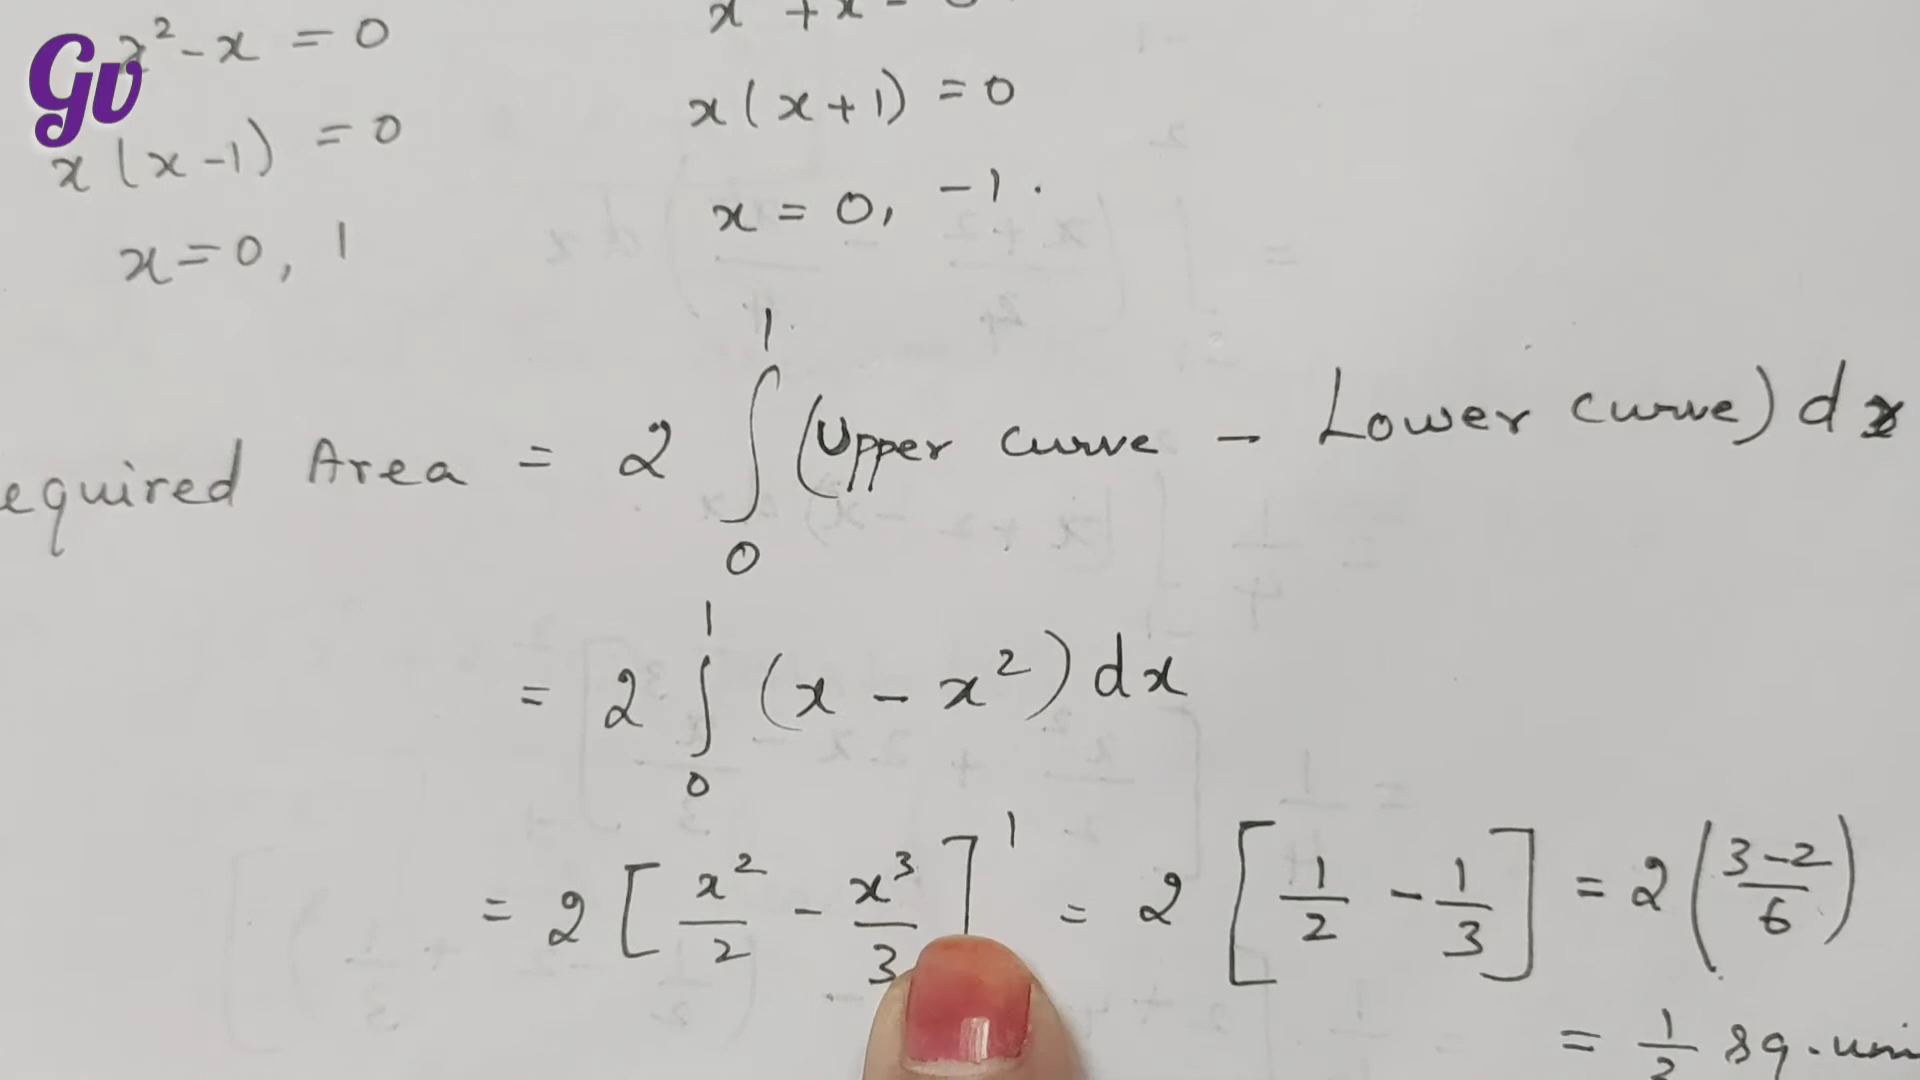 Gv
x² - x = 0
x(x-1) = 0
x = 0, 1
x(x+1) = 0
x = 0, -1.
equired Area = 2 ∫₀¹ (Upper curve - Lower curve) dx
= 2 ∫₀¹ (x - x²) dx
= 2 [x²/2 - x³/3]¹ = 2 [1/2 - 1/3] = 2 (3-2/6)
= 1/3 sq. uni